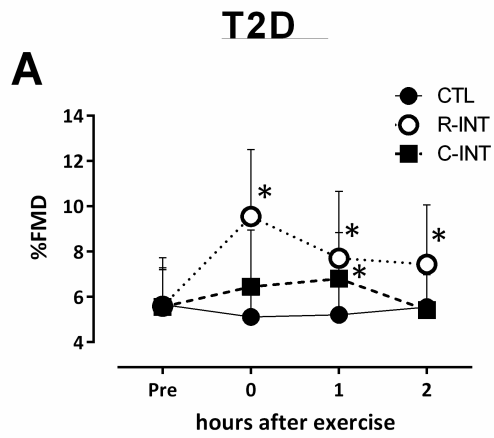 T2D
A
CTL
R-INT
C-INT
14
12
10
8
6
4
%FMD
*
*
*
*
Pre 0 1 2
hours after exercise